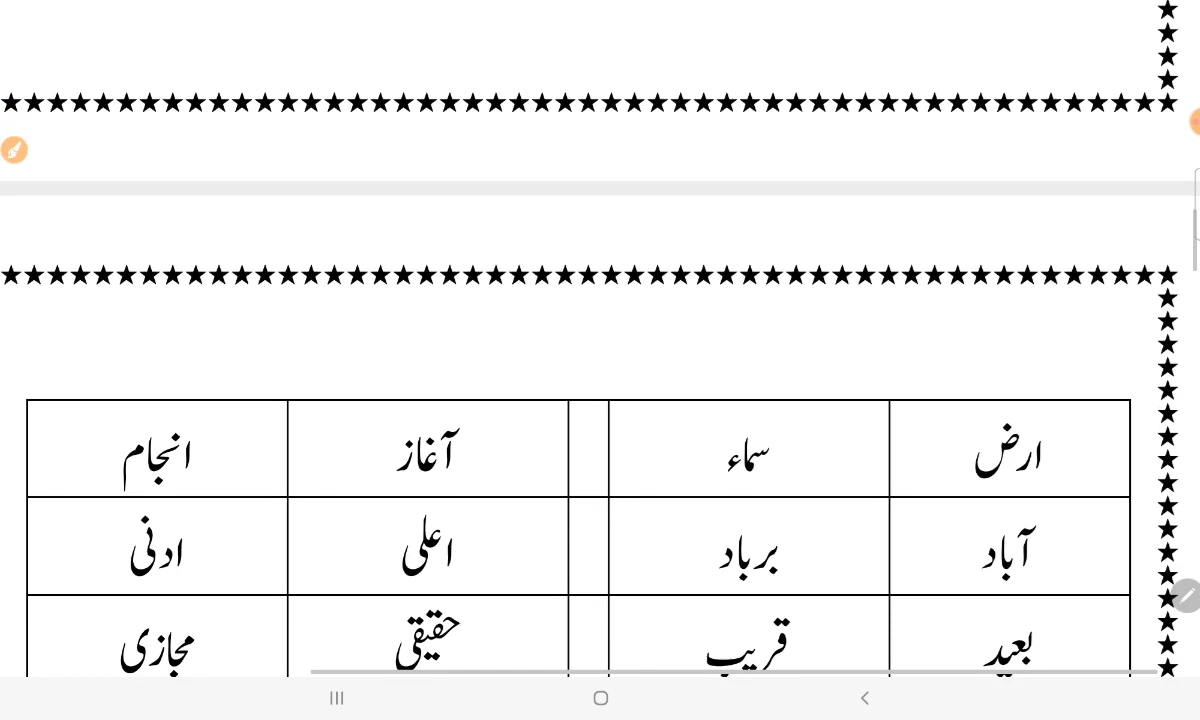 ارض سماء آغاز انجام
آباد برباد اعلی ادنی
بعید قریب حقیقی مجازی